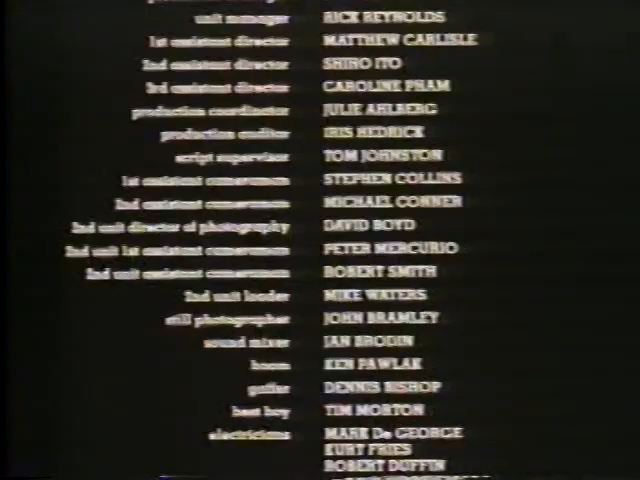 unit manager RICK REYNOLDS
1st assistant director MATTHEW CARLISLE
2nd assistant director SHIRO ITO
3rd assistant director CAROLINE PHAM
production coordinator JULIE AHLBERG
production auditor IRIS HEDRICK
script supervisor TOM JOHNSTON
1st assistant cameraman STEPHEN COLLINS
2nd assistant cameraman MICHAEL CONNER
2nd unit director of photography DAVID BOYD
2nd unit 1st assistant cameraman PETER MERCURIO
2nd unit assistant cameraman ROBERT SMITH
2nd unit loader MIKE WATERS
still photographer JOHN BRAMLEY
sound mixer IAN BRODIN
boom KEN PAWLAK
gaffer DENNIS BISHOP
best boy TIM MORTON
electricians MARK De GEORGE
KURT FRIES
ROBERT DUFFIN